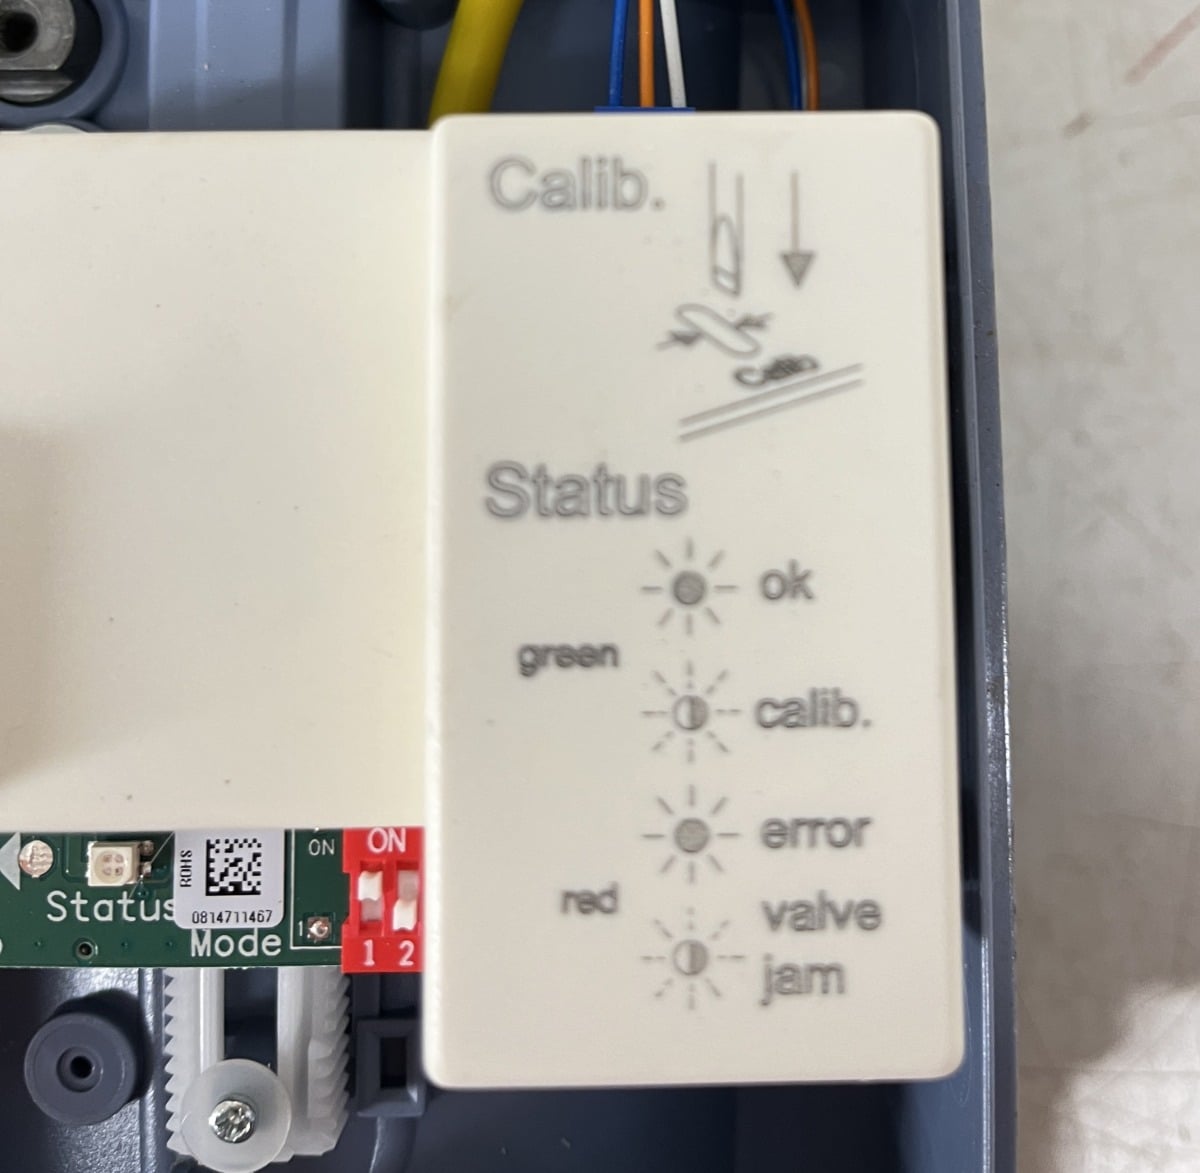 Calib.
Calib
Status
ok
green
calib.
error
red
valve
jam
ON
ON
ROHS
Status
0814711467
Mode
1
1 2